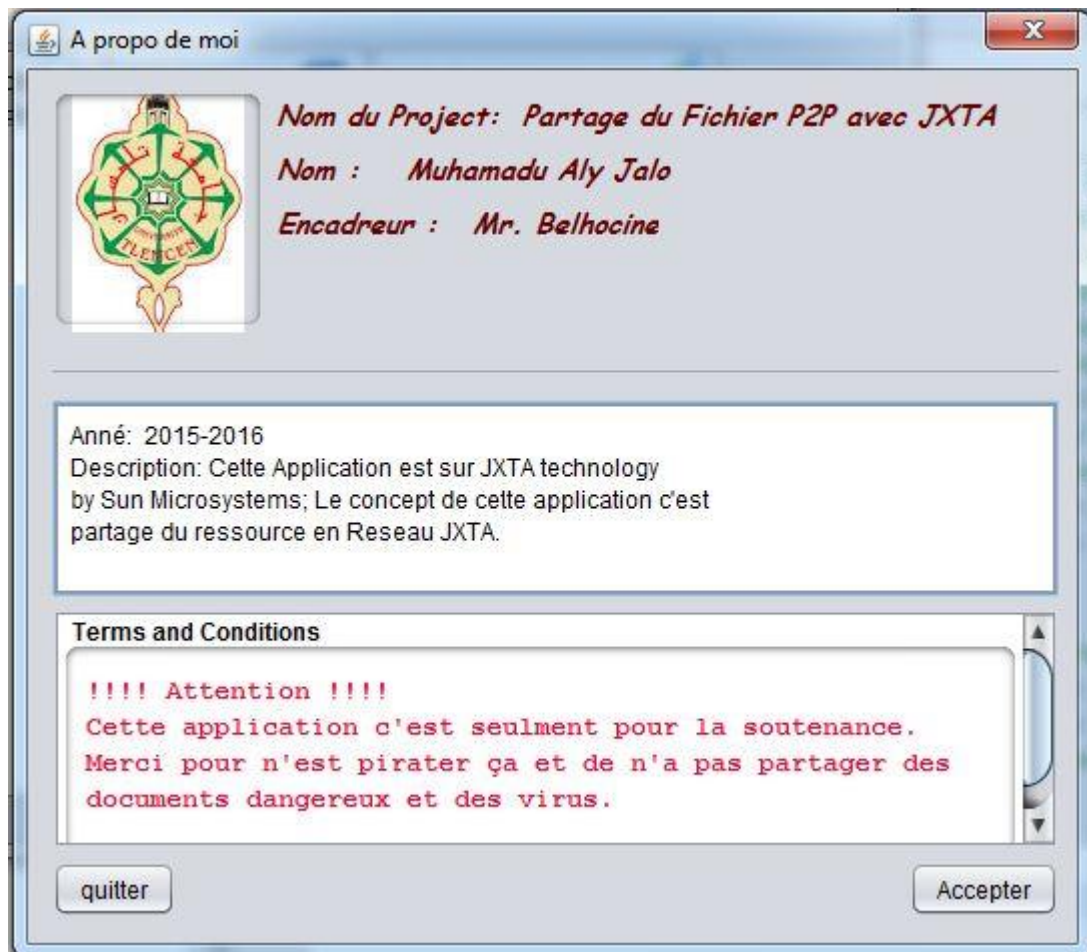 A propo de moi
Nom du Project: Partage du Fichier P2P avec JXTA
Nom : Muhamadu Aly Jalo
Encadreur : Mr. Belhocine
TLEMCEN
Anné: 2015-2016
Description: Cette Application est sur JXTA technology
by Sun Microsystems; Le concept de cette application c'est
partage du ressource en Reseau JXTA.
Terms and Conditions
!!!! Attention !!!!
Cette application c'est seulment pour la soutenance.
Merci pour n'est pirater ça et de n'a pas partager des
documents dangereux et des virus.
quitter
Accepter